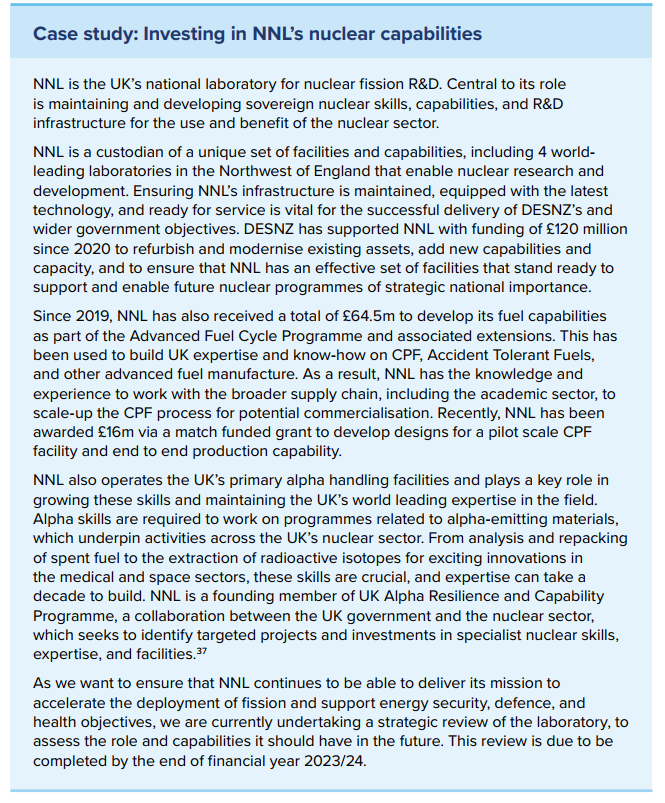 Case study: Investing in NNL’s nuclear capabilities
NNL is the UK’s national laboratory for nuclear fission R&D. Central to its role
is maintaining and developing sovereign nuclear skills, capabilities, and R&D
infrastructure for the use and benefit of the nuclear sector.
NNL is a custodian of a unique set of facilities and capabilities, including 4 world-
leading laboratories in the Northwest of England that enable nuclear research and
development. Ensuring NNL’s infrastructure is maintained, equipped with the latest
technology, and ready for service is vital for the successful delivery of DESNZ’s and
wider government objectives. DESNZ has supported NNL with funding of £120 million
since 2020 to refurbish and modernise existing assets, add new capabilities and
capacity, and to ensure that NNL has an effective set of facilities that stand ready to
support and enable future nuclear programmes of strategic national importance.
Since 2019, NNL has also received a total of £64.5m to develop its fuel capabilities
as part of the Advanced Fuel Cycle Programme and associated extensions. This has
been used to build UK expertise and know-how on CPF, Accident Tolerant Fuels,
and other advanced fuel manufacture. As a result, NNL has the knowledge and
experience to work with the broader supply chain, including the academic sector, to
scale-up the CPF process for potential commercialisation. Recently, NNL has been
awarded £16m via a match funded grant to develop designs for a pilot scale CPF
facility and end to end production capability.
NNL also operates the UK’s primary alpha handling facilities and plays a key role in
growing these skills and maintaining the UK’s world leading expertise in the field.
Alpha skills are required to work on programmes related to alpha-emitting materials,
which underpin activities across the UK’s nuclear sector. From analysis and repacking
of spent fuel to the extraction of radioactive isotopes for exciting innovations in
the medical and space sectors, these skills are crucial, and expertise can take a
decade to build. NNL is a founding member of UK Alpha Resilience and Capability
Programme, a collaboration between the UK government and the nuclear sector,
which seeks to identify targeted projects and investments in specialist nuclear skills,
expertise, and facilities.³⁷
As we want to ensure that NNL continues to be able to deliver its mission to
accelerate the deployment of fission and support energy security, defence, and
health objectives, we are currently undertaking a strategic review of the laboratory, to
assess the role and capabilities it should have in the future. This review is due to be
completed by the end of financial year 2023/24.